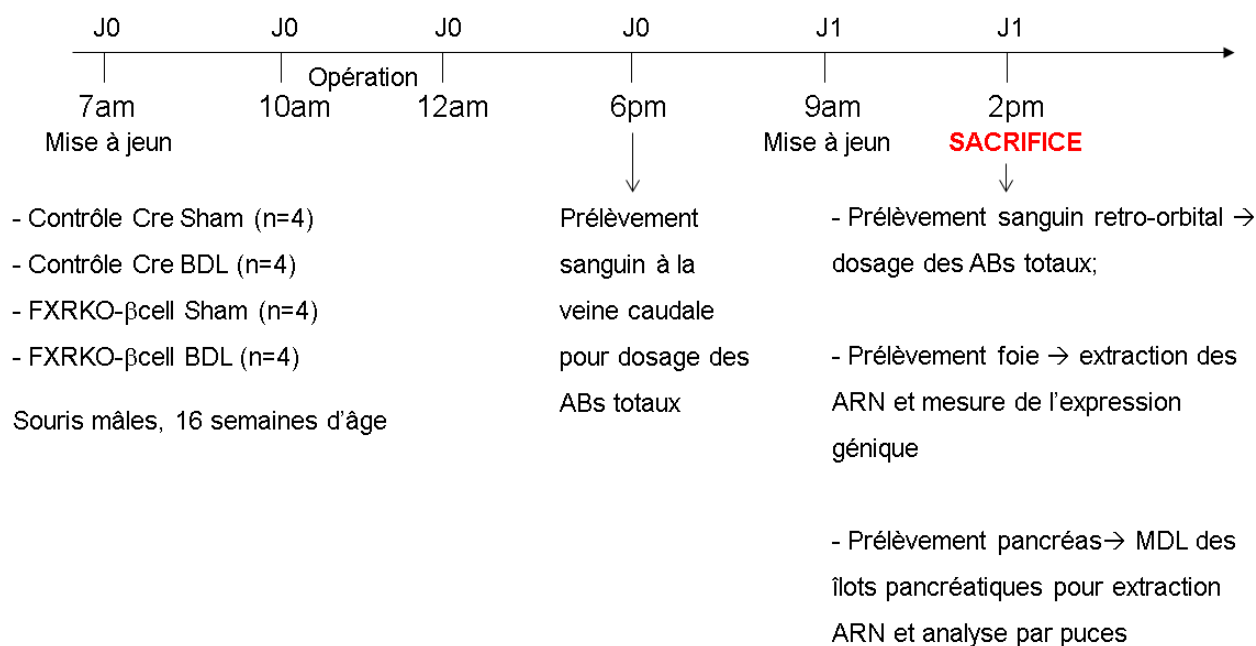 J0 J0 J0 J0 J1 J1
Opération
7am 10am 12am 6pm 9am 2pm
Mise à jeun Mise à jeun SACRIFICE
- Contrôle Cre Sham (n=4)
- Contrôle Cre BDL (n=4)
- FXRKO-βcell Sham (n=4)
- FXRKO-βcell BDL (n=4)
Souris mâles, 16 semaines d’âge
Prélèvement
sanguin à la
veine caudale
pour dosage des
ABs totaux
- Prélèvement sanguin retro-orbital →
dosage des ABs totaux;
- Prélèvement foie → extraction des
ARN et mesure de l’expression
génique
- Prélèvement pancréas→ MDL des
îlots pancréatiques pour extraction
ARN et analyse par puces